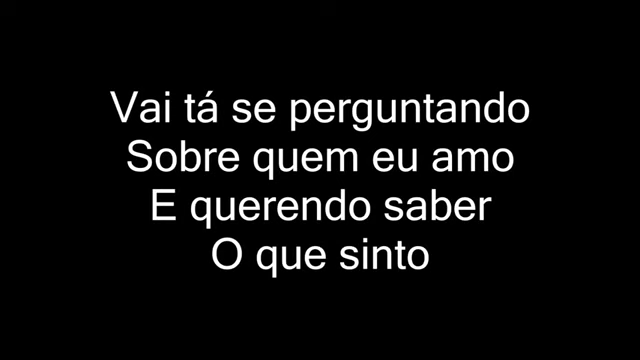 Vai tá se perguntando
Sobre quem eu amo
E querendo saber
O que sinto